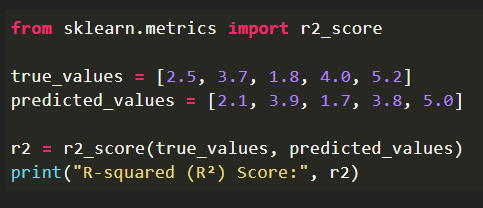 from sklearn.metrics import r2_score
true_values = [2.5, 3.7, 1.8, 4.0, 5.2]
predicted_values = [2.1, 3.9, 1.7, 3.8, 5.0]
r2 = r2_score(true_values, predicted_values)
print("R-squared (R²) Score:", r2)